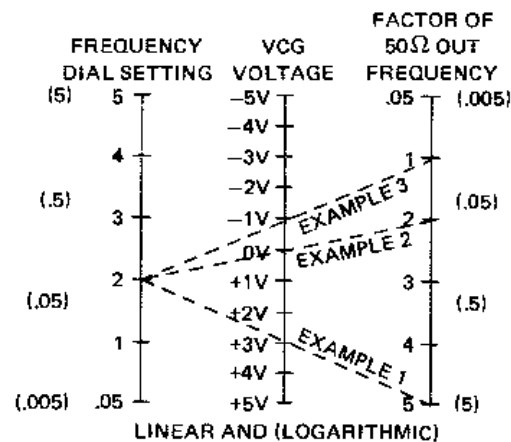 FREQUENCY
DIAL SETTING
VCG
VOLTAGE
FACTOR OF
50Ω OUT
FREQUENCY
(5) 5 −5V .05 (.005)
−4V
4 −3V 1
(.5) −2V (.05)
3 −1V 2
EXAMPLE 3
0V
EXAMPLE 2
2 +1V 3
(.05) +2V (.5)
1 +3V 4
EXAMPLE 1
+4V
(.005) .05 +5V 5 (5)
LINEAR AND (LOGARITHMIC)